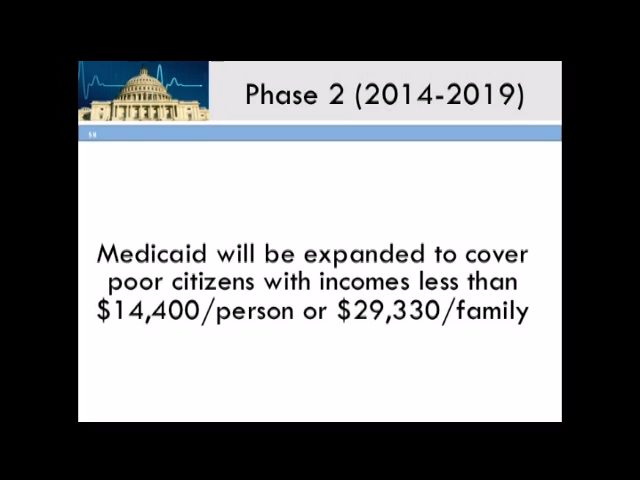 Phase 2 (2014-2019)
58
Medicaid will be expanded to cover
poor citizens with incomes less than
$14,400/person or $29,330/family